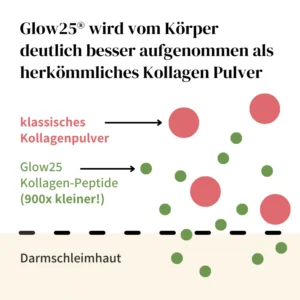 Glow25® wird vom Körper
deutlich besser aufgenommen als
herkömmliches Kollagen Pulver
klassisches
Kollagenpulver
Glow25
Kollagen-Peptide
(900x kleiner!)
Darmschleimhaut